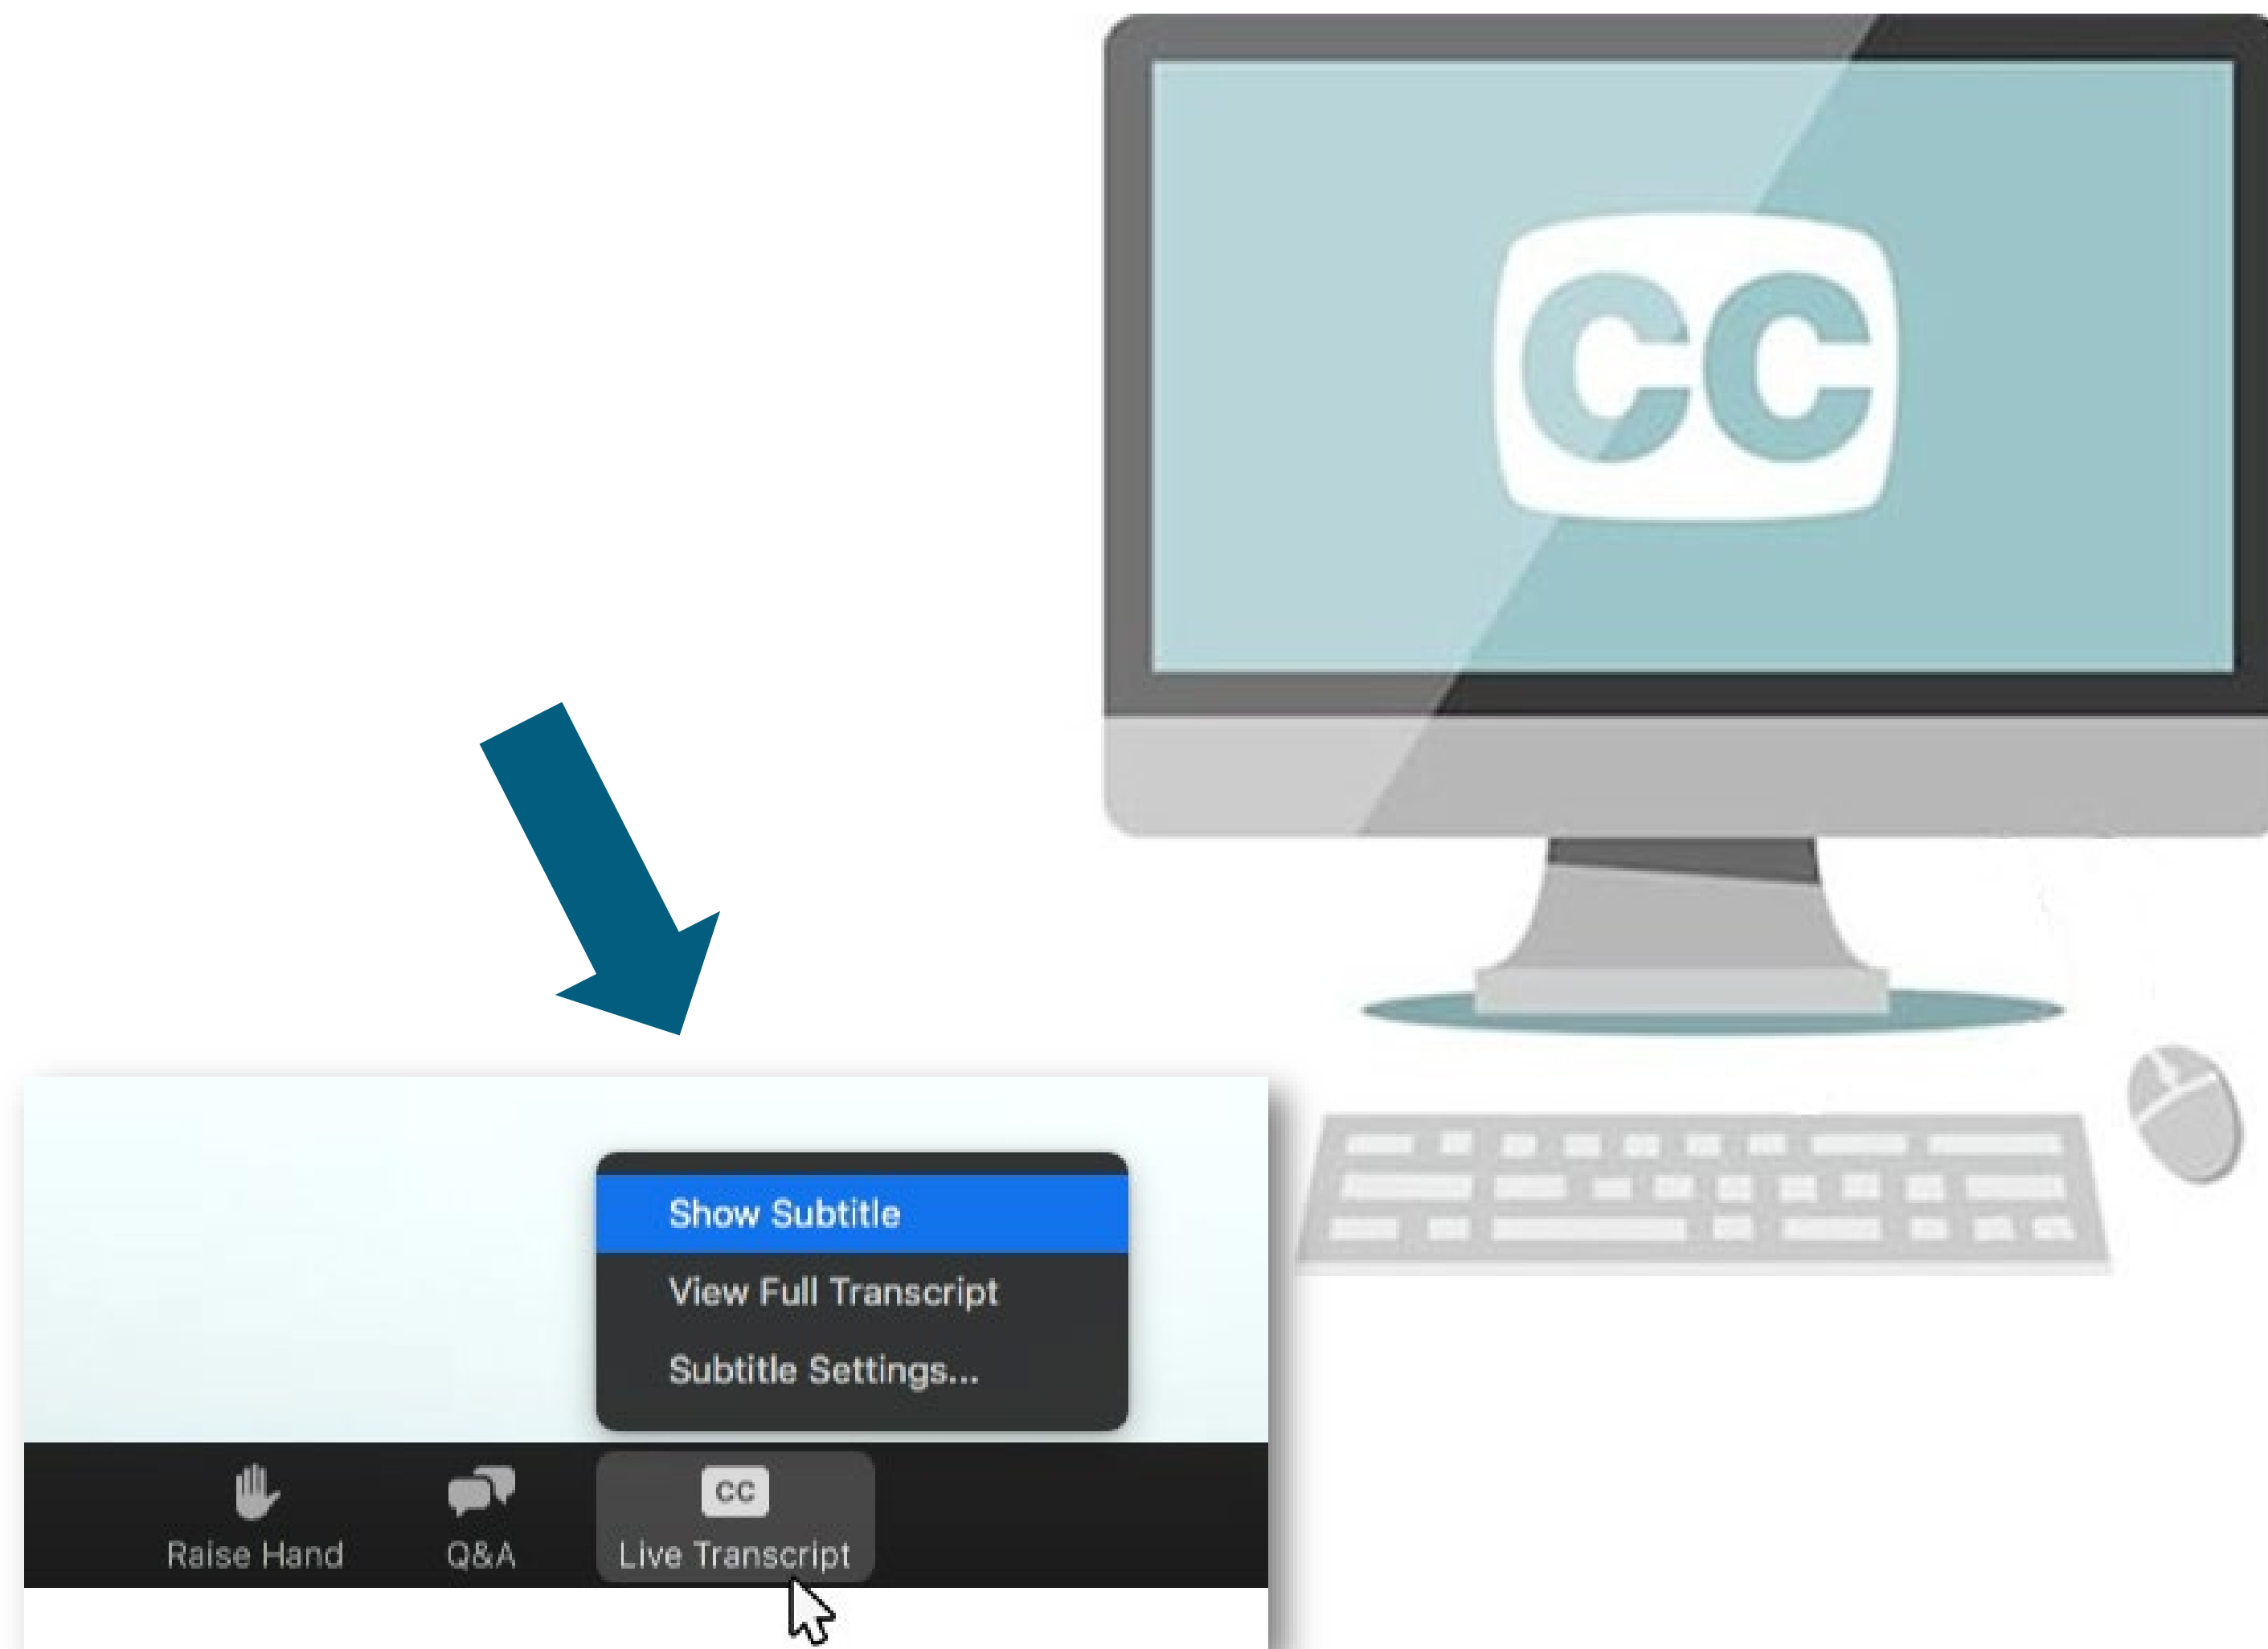 CC
Show Subtitle
View Full Transcript
Subtitle Settings...
CC
Raise Hand
Q&A
Live Transcript